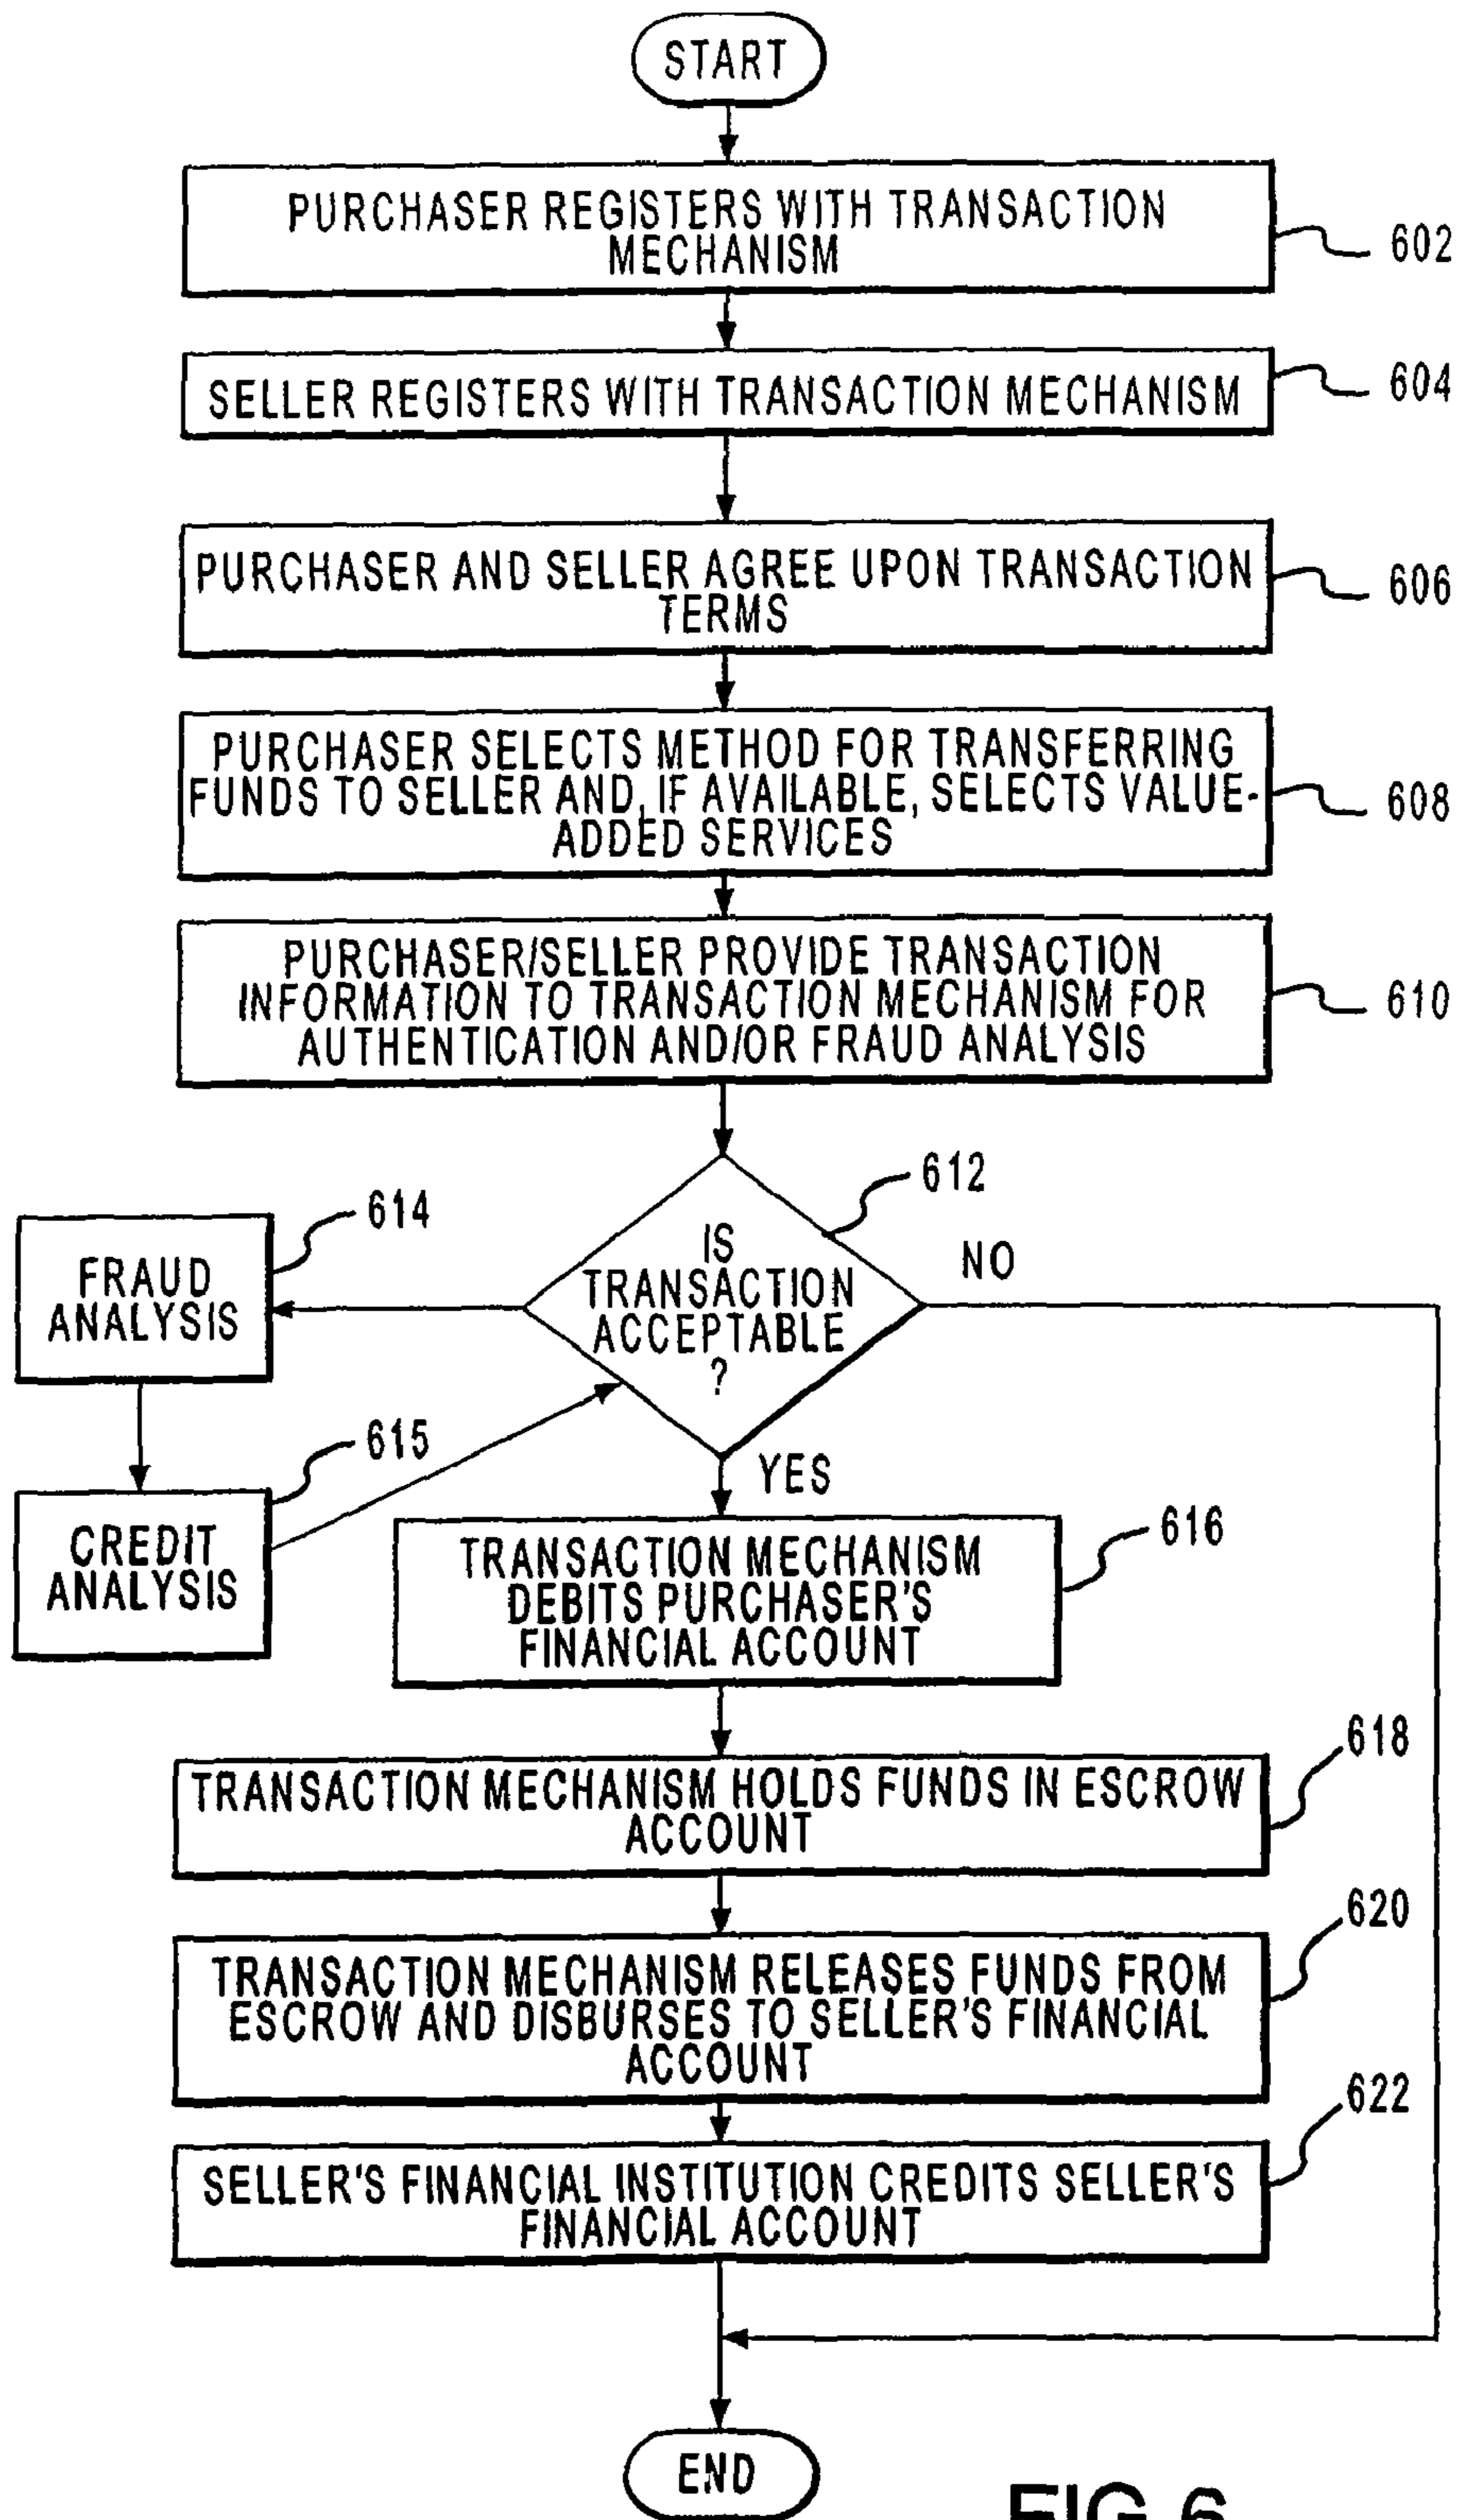 START
PURCHASER REGISTERS WITH TRANSACTION
MECHANISM
602
SELLER REGISTERS WITH TRANSACTION MECHANISM
604
PURCHASER AND SELLER AGREE UPON TRANSACTION
TERMS
606
PURCHASER SELECTS METHOD FOR TRANSFERRING
FUNDS TO SELLER AND, IF AVAILABLE, SELECTS VALUE-
ADDED SERVICES
608
PURCHASER/SELLER PROVIDE TRANSACTION
INFORMATION TO TRANSACTION MECHANISM FOR
AUTHENTICATION AND/OR FRAUD ANALYSIS
610
612
614
FRAUD
ANALYSIS
IS
TRANSACTION
ACCEPTABLE
?
NO
YES
615
CREDIT
ANALYSIS
616
TRANSACTION MECHANISM
DEBITS PURCHASER'S
FINANCIAL ACCOUNT
618
TRANSACTION MECHANISM HOLDS FUNDS IN ESCROW
ACCOUNT
620
TRANSACTION MECHANISM RELEASES FUNDS FROM
ESCROW AND DISBURSES TO SELLER'S FINANCIAL
ACCOUNT
622
SELLER'S FINANCIAL INSTITUTION CREDITS SELLER'S
FINANCIAL ACCOUNT
END
FIG. 6